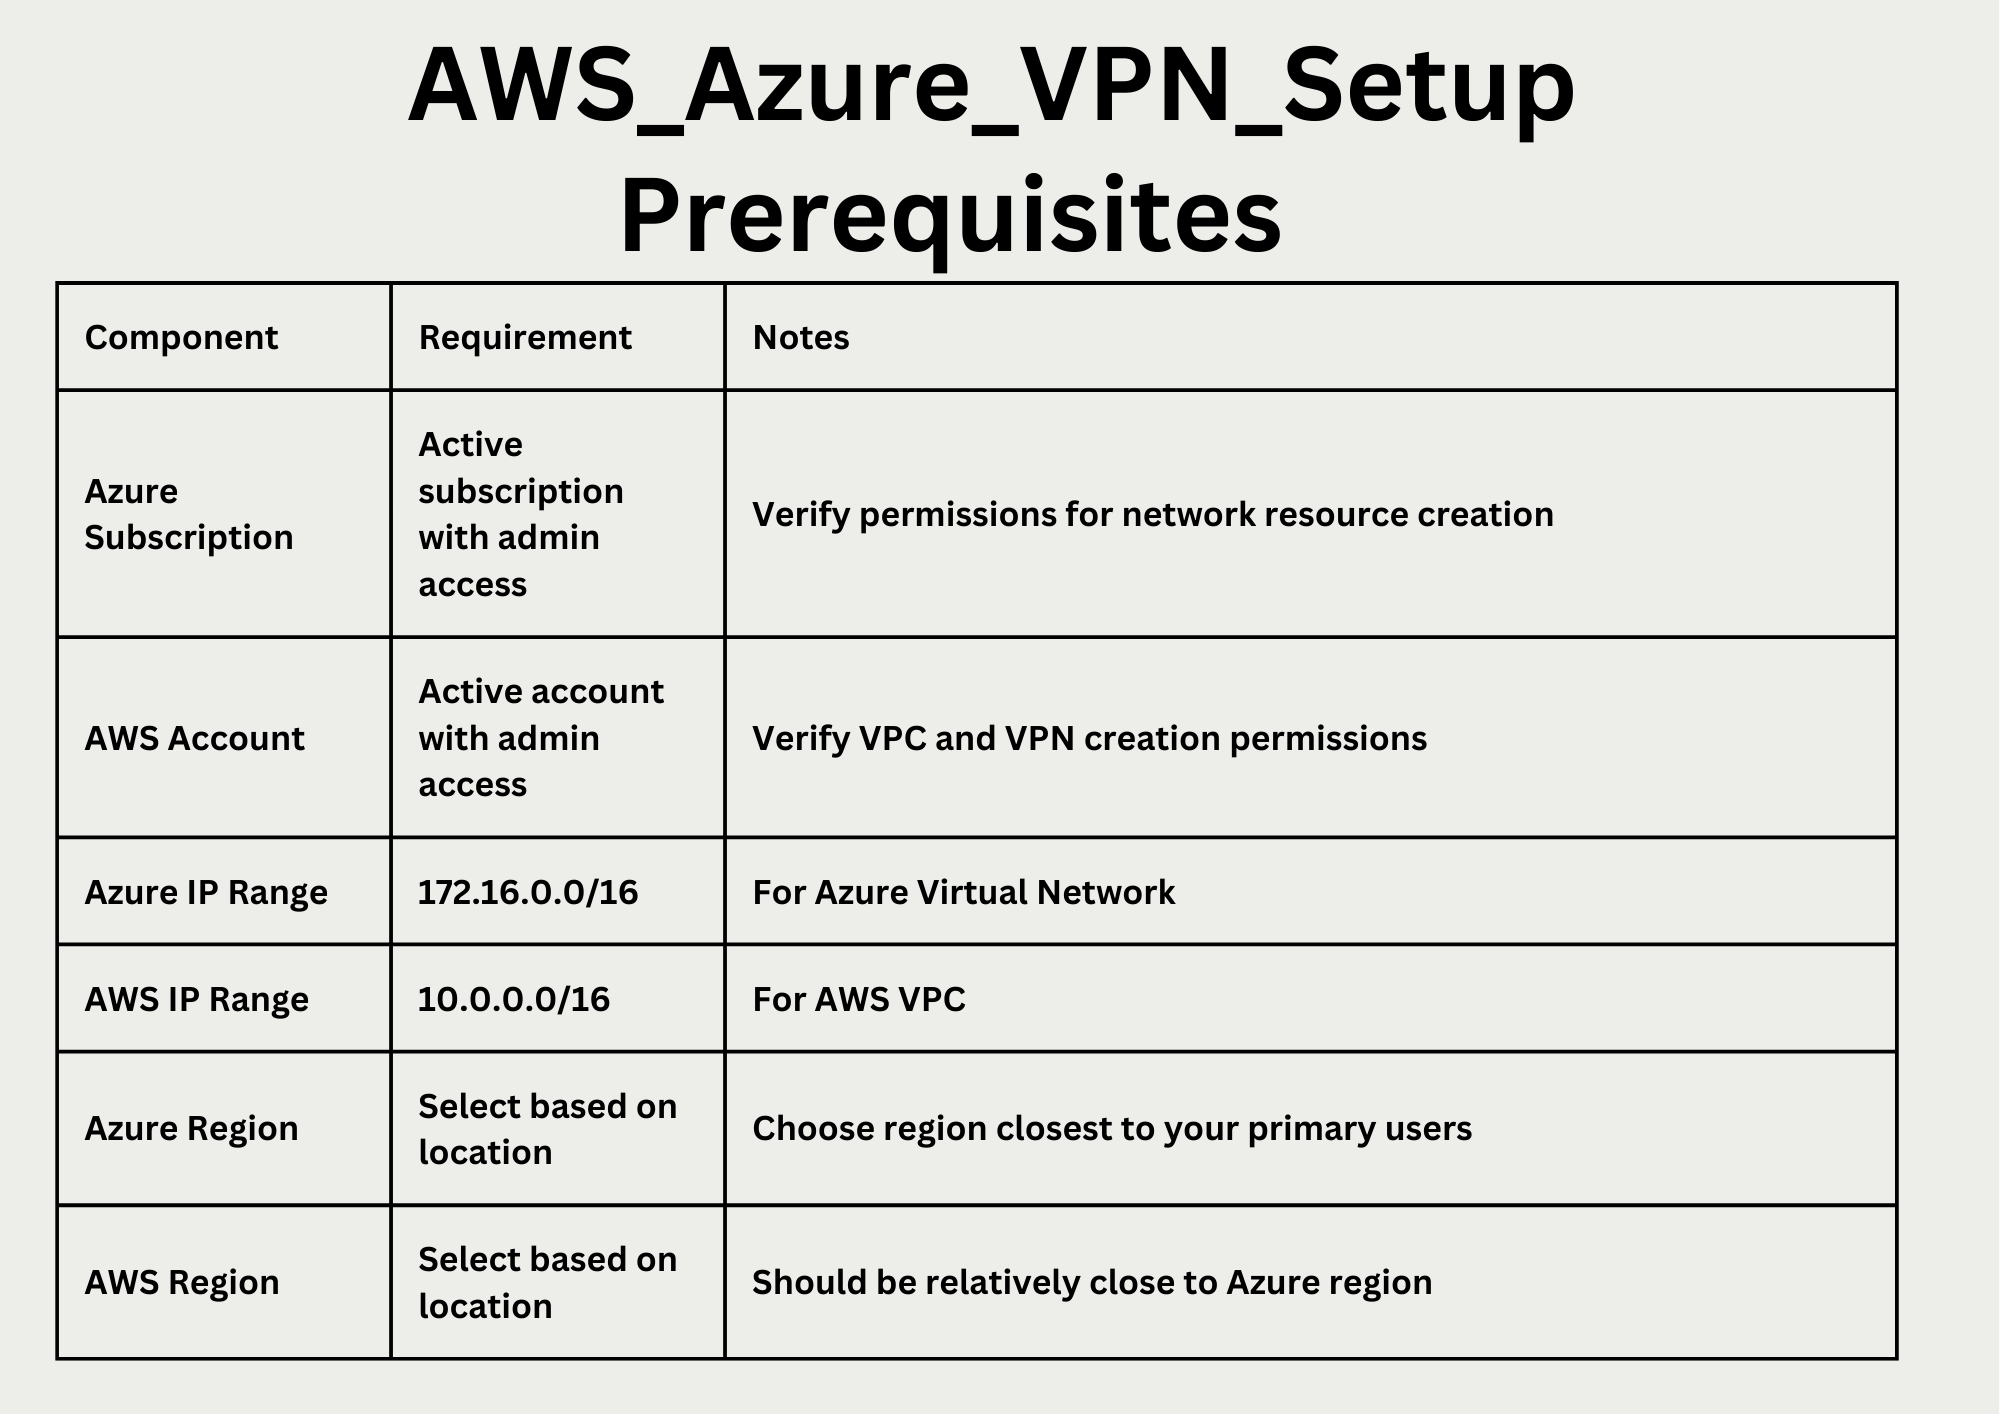 AWS_Azure_VPN_Setup
Prerequisites
Component
Requirement
Notes
Azure
Subscription
Active
subscription
with admin
access
Verify permissions for network resource creation
AWS Account
Active account
with admin
access
Verify VPC and VPN creation permissions
Azure IP Range
172.16.0.0/16
For Azure Virtual Network
AWS IP Range
10.0.0.0/16
For AWS VPC
Azure Region
Select based on
location
Choose region closest to your primary users
AWS Region
Select based on
location
Should be relatively close to Azure region